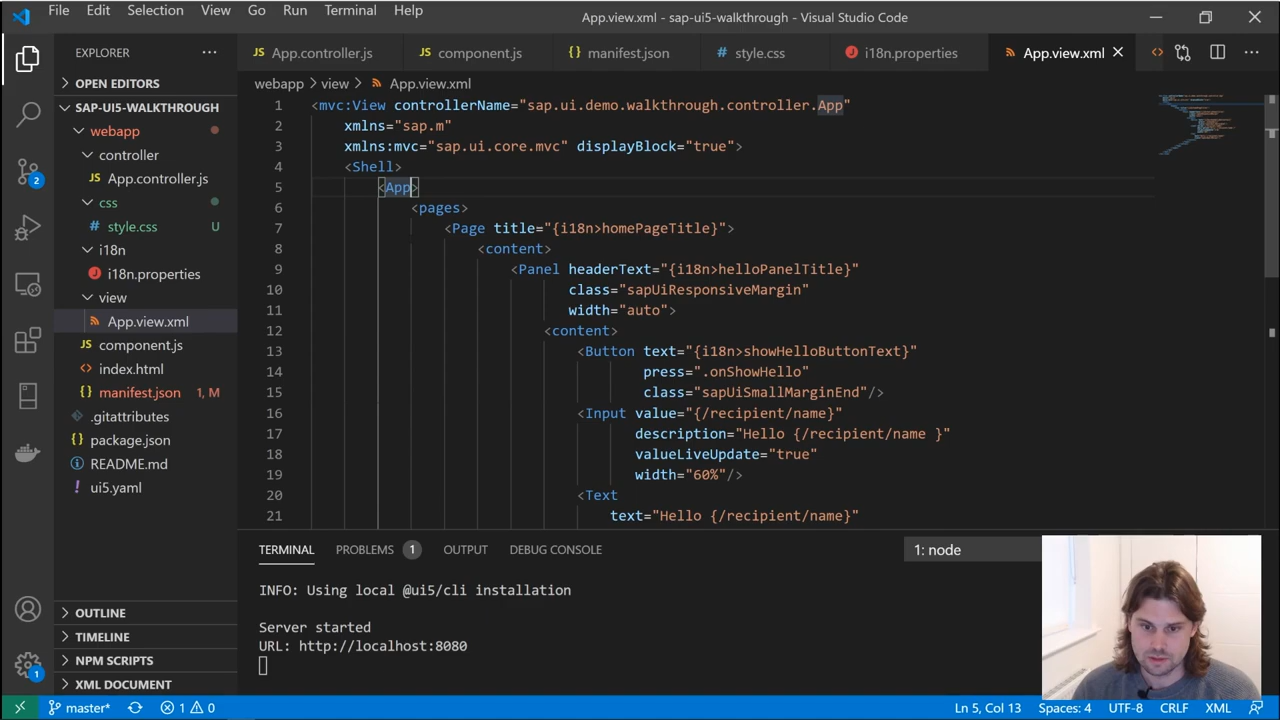 File Edit Selection View Go Run Terminal Help
App.view.xml - sap-ui5-walkthrough - Visual Studio Code
EXPLORER
OPEN EDITORS
SAP-UI5-WALKTHROUGH
webapp
controller
App.controller.js
css
style.css U
i18n
i18n.properties
view
App.view.xml
component.js
index.html
manifest.json 1, M
.gitattributes
package.json
README.md
ui5.yaml
OUTLINE
TIMELINE
NPM SCRIPTS
XML DOCUMENT
2
1
App.controller.js component.js manifest.json style.css i18n.properties App.view.xml
webapp > view > App.view.xml
1 <mvc:View controllerName="sap.ui.demo.walkthrough.controller.App"
2 xmlns="sap.m"
3 xmlns:mvc="sap.ui.core.mvc" displayBlock="true">
4 <Shell>
5 <App>
6 <pages>
7 <Page title="{i18n>homePageTitle}">
8 <content>
9 <Panel headerText="{i18n>helloPanelTitle}"
10 class="sapUiResponsiveMargin"
11 width="auto">
12 <content>
13 <Button text="{i18n>showHelloButtonText}"
14 press=".onShowHello"
15 class="sapUiSmallMarginEnd"/>
16 <Input value="{/recipient/name}"
17 description="Hello {/recipient/name }"
18 valueLiveUpdate="true"
19 width="60%"/>
20 <Text
21 text="Hello {/recipient/name}"
TERMINAL PROBLEMS 1 OUTPUT DEBUG CONSOLE 1: node
INFO: Using local @ui5/cli installation
Server started
URL: http://localhost:8080
master* 1 0 Ln 5, Col 13 Spaces: 4 UTF-8 CRLF XML